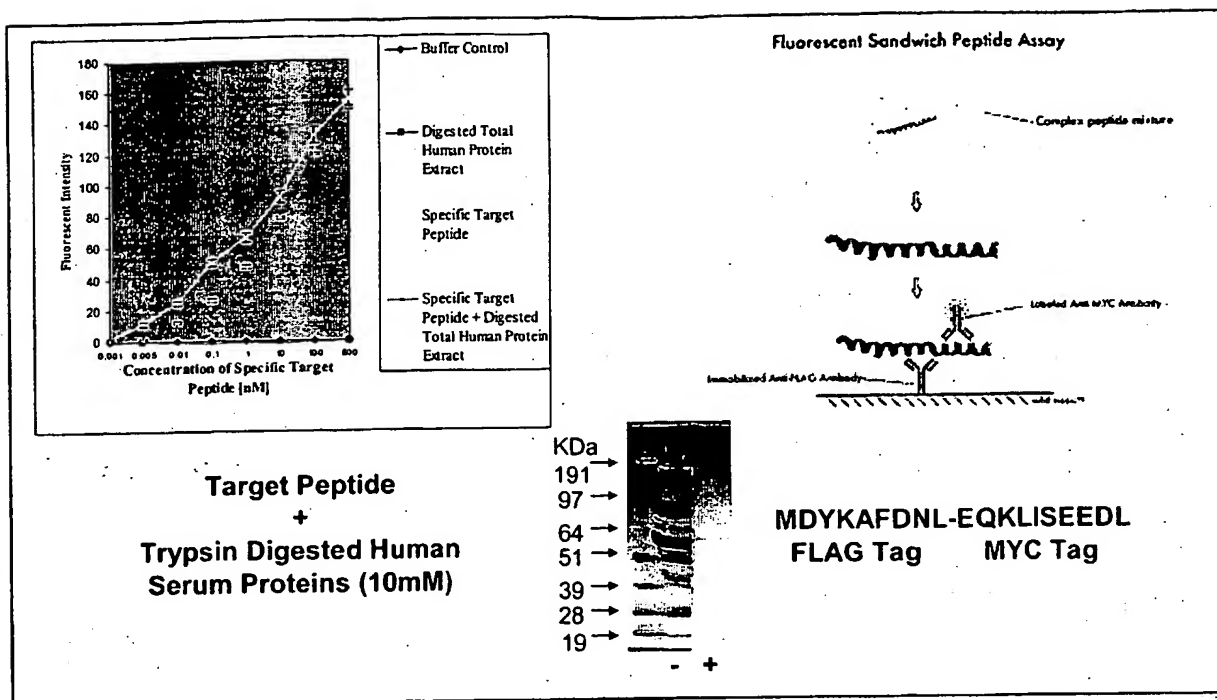 180
160
140
120
100
80
60
40
20
0
Fluorescent Intensity
0.001 0.005 0.01 0.1 1 10 100 800
Concentration of Specific Target
Peptide [nM]
Buffer Control
Digested Total
Human Protein
Extract
Specific Target
Peptide
Specific Target
Peptide + Digested
Total Human Protein
Extract
Fluorescent Sandwich Peptide Assay
Complex peptide mixture
Labeled Anti MYC Antibody
Immobilized Anti-FLAG Antibody
Target Peptide
+
Trypsin Digested Human
Serum Proteins (10mM)
KDa
191
97
64
51
39
28
19
- +
MDYKAFDNL-EQKLISEEDL
FLAG Tag MYC Tag